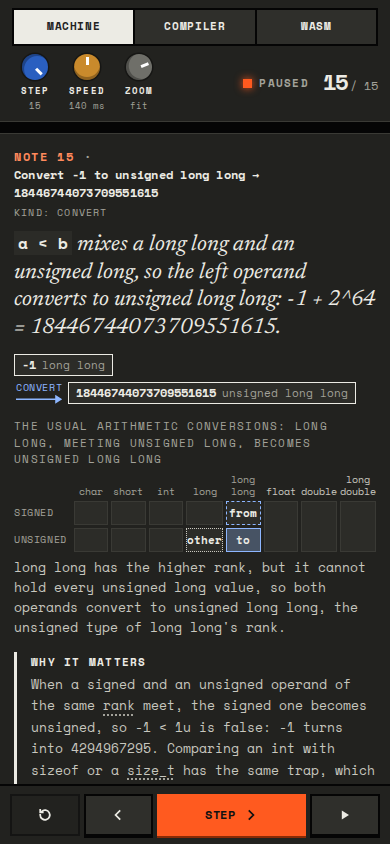 MACHINE COMPILER WASM
STEP SPEED ZOOM
15 140 ms fit
PAUSED 15 / 15
NOTE 15 ·
Convert -1 to unsigned long long →
18446744073709551615
KIND: CONVERT
a < b mixes a long long and an
unsigned long, so the left operand
converts to unsigned long long: -1 + 2^64
= 18446744073709551615.
-1 long long
CONVERT 18446744073709551615 unsigned long long
THE USUAL ARITHMETIC CONVERSIONS: LONG
LONG, MEETING UNSIGNED LONG, BECOMES
UNSIGNED LONG LONG
char short int long long long float double long double
SIGNED from
UNSIGNED other to
long long has the higher rank, but it cannot
hold every unsigned long value, so both
operands convert to unsigned long long, the
unsigned type of long long's rank.
WHY IT MATTERS
When a signed and an unsigned operand of
the same rank meet, the signed one becomes
unsigned, so -1 < 1u is false: -1 turns
into 4294967295. Comparing an int with
sizeof or a size_t has the same trap, which
STEP